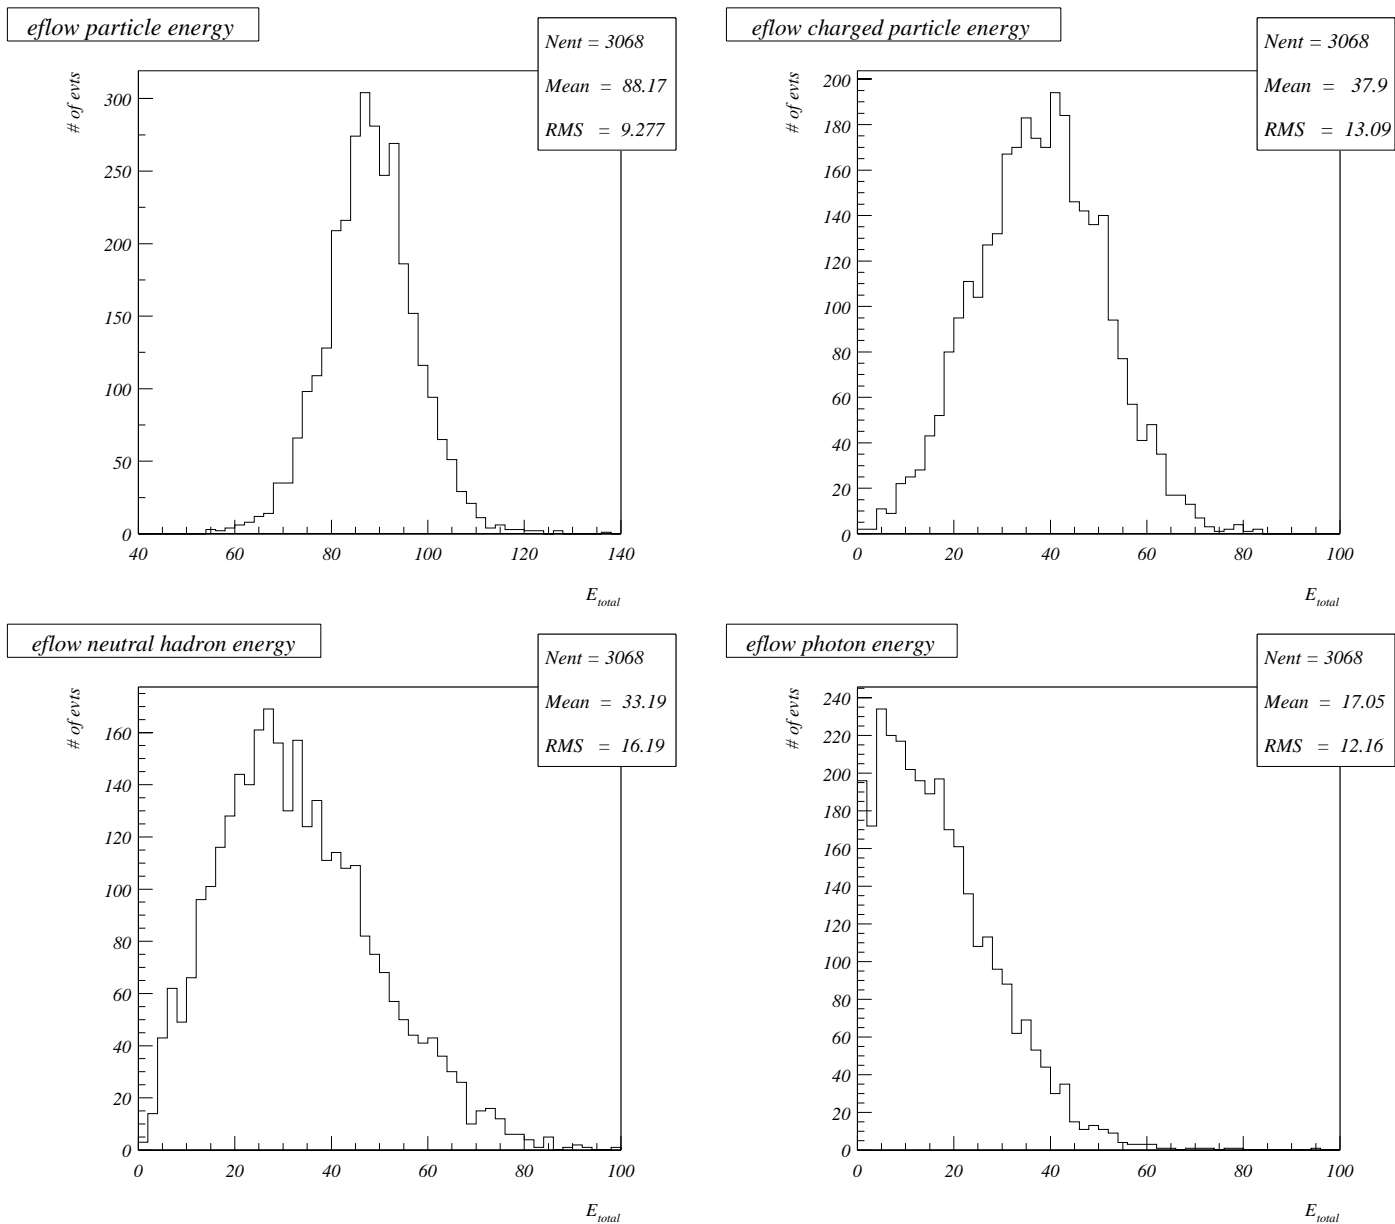 eflow particle energy
Nent = 3068
Mean = 88.17
RMS = 9.277
# of evts
300
250
200
150
100
50
0
40 60 80 100 120 140
E_total
eflow charged particle energy
Nent = 3068
Mean = 37.9
RMS = 13.09
# of evts
200
180
160
140
120
100
80
60
40
20
0
0 20 40 60 80 100
E_total
eflow neutral hadron energy
Nent = 3068
Mean = 33.19
RMS = 16.19
# of evts
160
140
120
100
80
60
40
20
0
0 20 40 60 80 100
E_total
eflow photon energy
Nent = 3068
Mean = 17.05
RMS = 12.16
# of evts
240
220
200
180
160
140
120
100
80
60
40
20
0
0 20 40 60 80 100
E_total